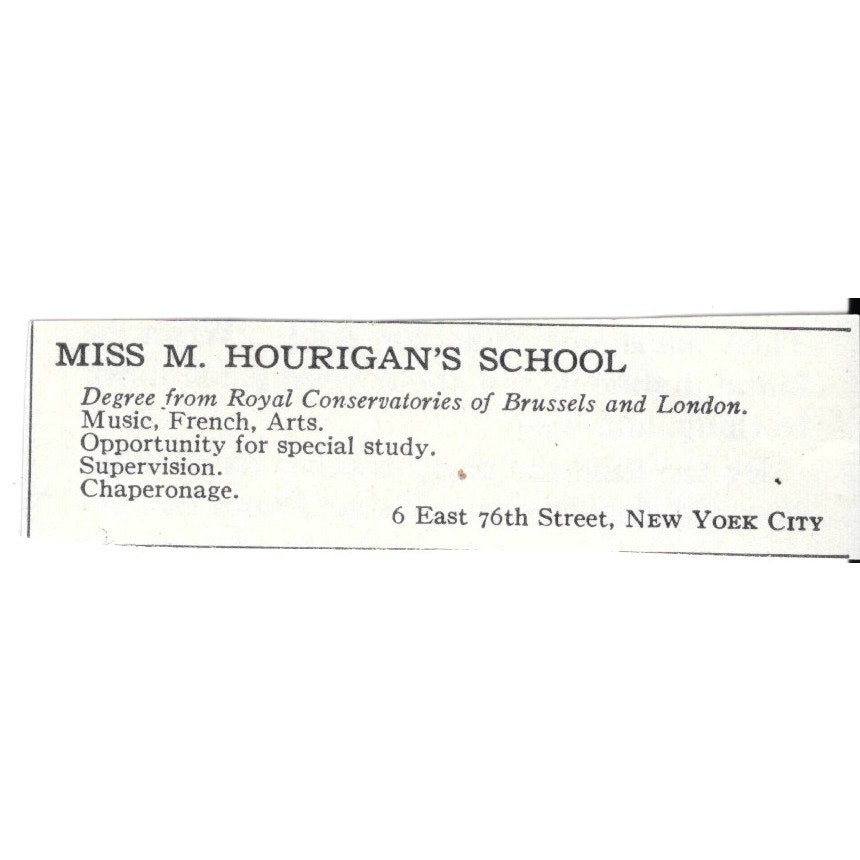 MISS M. HOURIGAN'S SCHOOL
Degree from Royal Conservatories of Brussels and London.
Music, French, Arts.
Opportunity for special study.
Supervision.
Chaperonage.
6 East 76th Street, NEW YOEK CITY